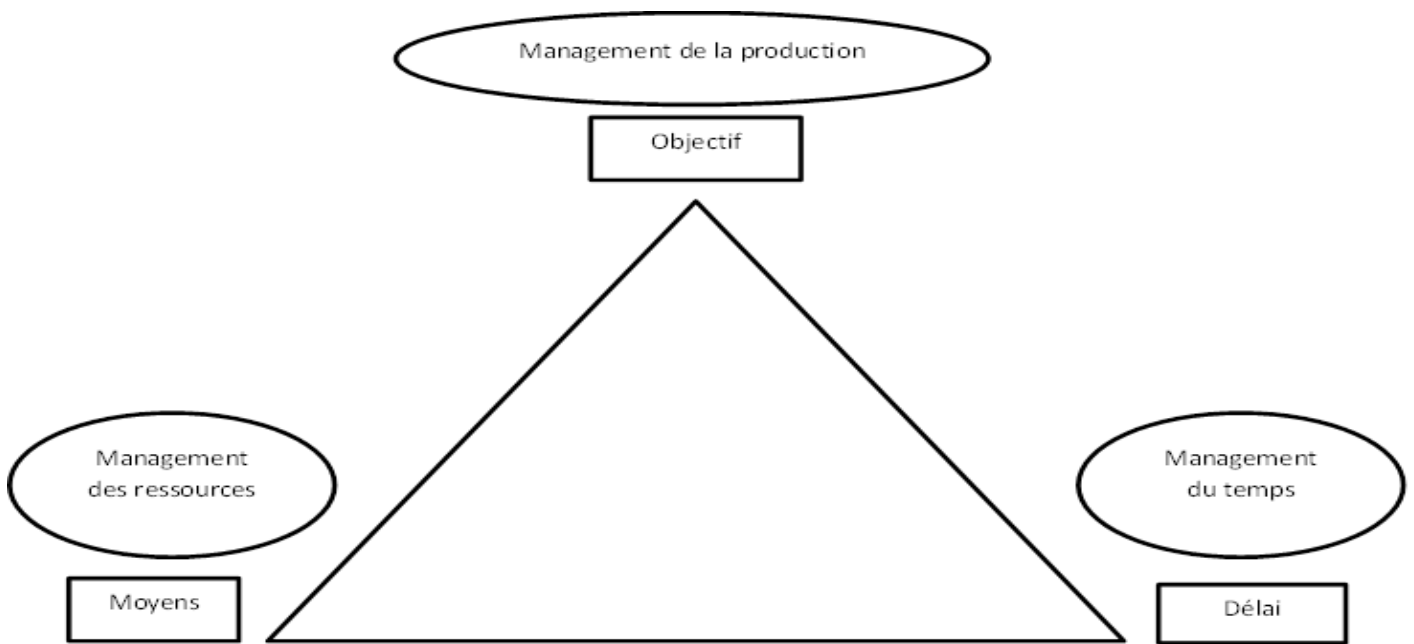 Management de la production
Objectif
Management
des ressources
Management
du temps
Moyens
Délai